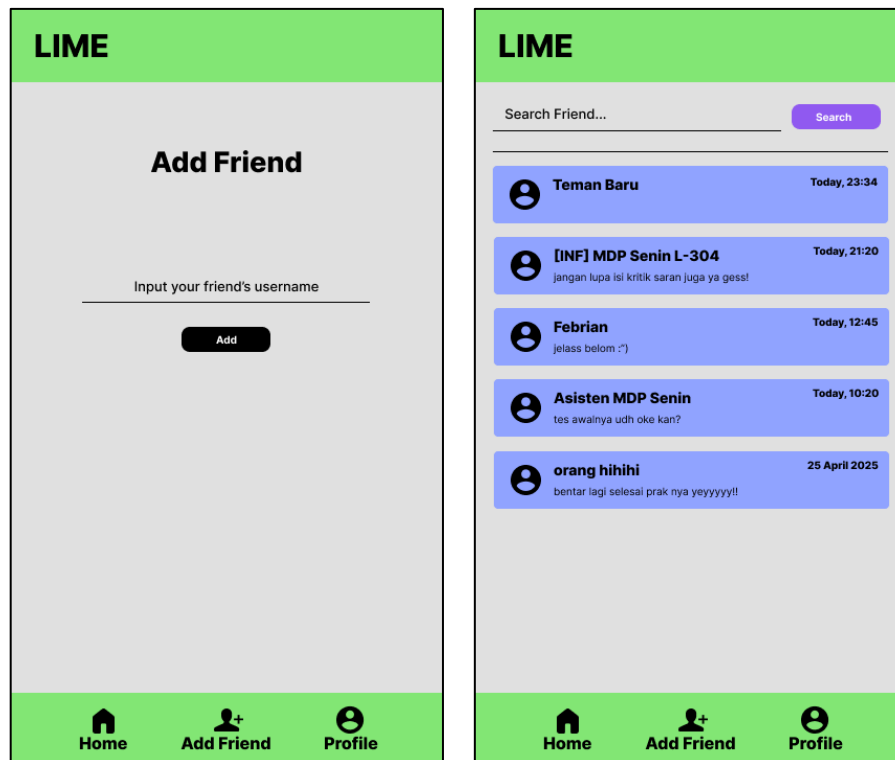 LIME
Add Friend
Input your friend’s username
Add
Home
Add Friend
Profile
LIME
Search Friend...
Search
Teman Baru
Today, 23:34
[INF] MDP Senin L-304
Today, 21:20
jangan lupa isi kritik saran juga ya gess!
Febrian
Today, 12:45
jelass belom :”)
Asisten MDP Senin
Today, 10:20
tes awalnya udh oke kan?
orang hihihi
25 April 2025
bentar lagi selesai prak nya yeyyyyy!!
Home
Add Friend
Profile